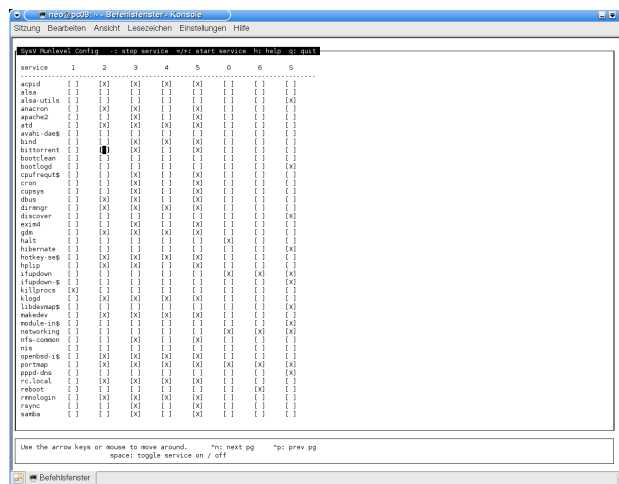 neo@pc09: ~ - Befehlsfenster - Konsole
Sitzung Bearbeiten Ansicht Lesezeichen Einstellungen Hilfe
SysV Runlevel Config -: stop service =/+: start service h: help q: quit
service 1 2 3 4 5 0 6 S
acpid [ ] [X] [X] [X] [X] [ ] [ ] [ ]
alsa [ ] [ ] [ ] [ ] [ ] [ ] [ ] [ ]
alsa-utils [ ] [ ] [ ] [ ] [ ] [ ] [ ] [X]
anacron [ ] [X] [X] [ ] [X] [ ] [ ] [ ]
apache2 [ ] [ ] [X] [ ] [X] [ ] [ ] [ ]
atd [ ] [X] [X] [X] [X] [ ] [ ] [ ]
avahi-dae$ [ ] [ ] [ ] [ ] [ ] [ ] [ ] [ ]
bind [ ] [ ] [X] [X] [X] [ ] [ ] [ ]
bittorrent [ ] [ ] [X] [ ] [X] [ ] [ ] [ ]
bootclean [ ] [ ] [ ] [ ] [ ] [ ] [ ] [ ]
bootlogd [ ] [ ] [ ] [ ] [ ] [ ] [ ] [X]
cpufrequt$ [ ] [ ] [X] [ ] [X] [ ] [ ] [ ]
cron [ ] [ ] [X] [ ] [X] [ ] [ ] [ ]
cupsys [ ] [ ] [X] [ ] [X] [ ] [ ] [ ]
dbus [ ] [X] [X] [ ] [X] [ ] [ ] [ ]
dirmngr [ ] [X] [X] [X] [X] [ ] [ ] [ ]
discover [ ] [ ] [ ] [ ] [ ] [ ] [ ] [X]
exim4 [ ] [ ] [X] [ ] [X] [ ] [ ] [ ]
gdm [ ] [X] [X] [X] [X] [ ] [ ] [ ]
halt [ ] [ ] [ ] [ ] [ ] [X] [ ] [ ]
hibernate [ ] [ ] [ ] [ ] [ ] [ ] [ ] [X]
hotkey-se$ [ ] [X] [X] [X] [X] [ ] [ ] [ ]
hplip [ ] [X] [X] [ ] [X] [ ] [ ] [ ]
ifupdown [ ] [ ] [ ] [ ] [ ] [X] [X] [X]
ifupdown-$ [ ] [ ] [ ] [ ] [ ] [ ] [ ] [X]
killprocs [X] [ ] [ ] [ ] [ ] [ ] [ ] [ ]
klogd [ ] [X] [X] [X] [X] [ ] [ ] [ ]
libdevmap$ [ ] [ ] [ ] [ ] [ ] [ ] [ ] [X]
makedev [ ] [X] [X] [X] [X] [ ] [ ] [ ]
module-in$ [ ] [ ] [ ] [ ] [ ] [ ] [ ] [X]
networking [ ] [ ] [ ] [ ] [ ] [X] [X] [X]
nfs-common [ ] [ ] [X] [ ] [X] [ ] [ ] [ ]
nis [ ] [ ] [ ] [ ] [ ] [ ] [ ] [ ]
openbsd-i$ [ ] [X] [X] [X] [X] [ ] [ ] [ ]
portmap [ ] [X] [X] [X] [X] [X] [X] [X]
pppd-dns [ ] [ ] [ ] [ ] [ ] [ ] [ ] [X]
rc.local [ ] [X] [X] [X] [X] [ ] [ ] [ ]
reboot [ ] [ ] [ ] [ ] [ ] [ ] [X] [ ]
rmnologin [ ] [X] [X] [X] [X] [ ] [ ] [ ]
rsync [ ] [ ] [X] [ ] [X] [ ] [ ] [ ]
samba [ ] [ ] [X] [ ] [X] [ ] [ ] [ ]
Use the arrow keys or mouse to move around. ^n: next pg ^p: prev pg
space: toggle service on / off
Befehlsfenster